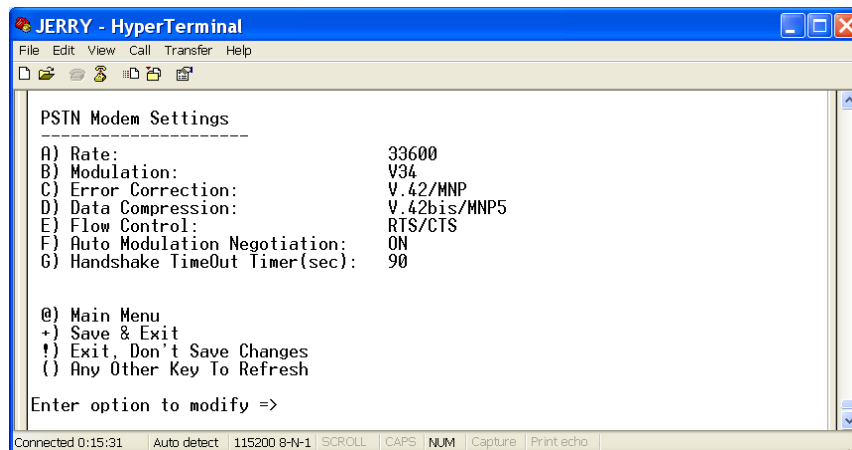 JERRY - HyperTerminal
File Edit View Call Transfer Help
PSTN Modem Settings
----------------------
A) Rate: 33600
B) Modulation: V34
C) Error Correction: V.42/MNP
D) Data Compression: V.42bis/MNP5
E) Flow Control: RTS/CTS
F) Auto Modulation Negotiation: ON
G) Handshake TimeOut Timer(sec): 90
@) Main Menu
+) Save & Exit
!) Exit, Don't Save Changes
() Any Other Key To Refresh
Enter option to modify =>
Connected 0:15:31 Auto detect 115200 8-N-1 SCROLL CAPS NUM Capture Print echo